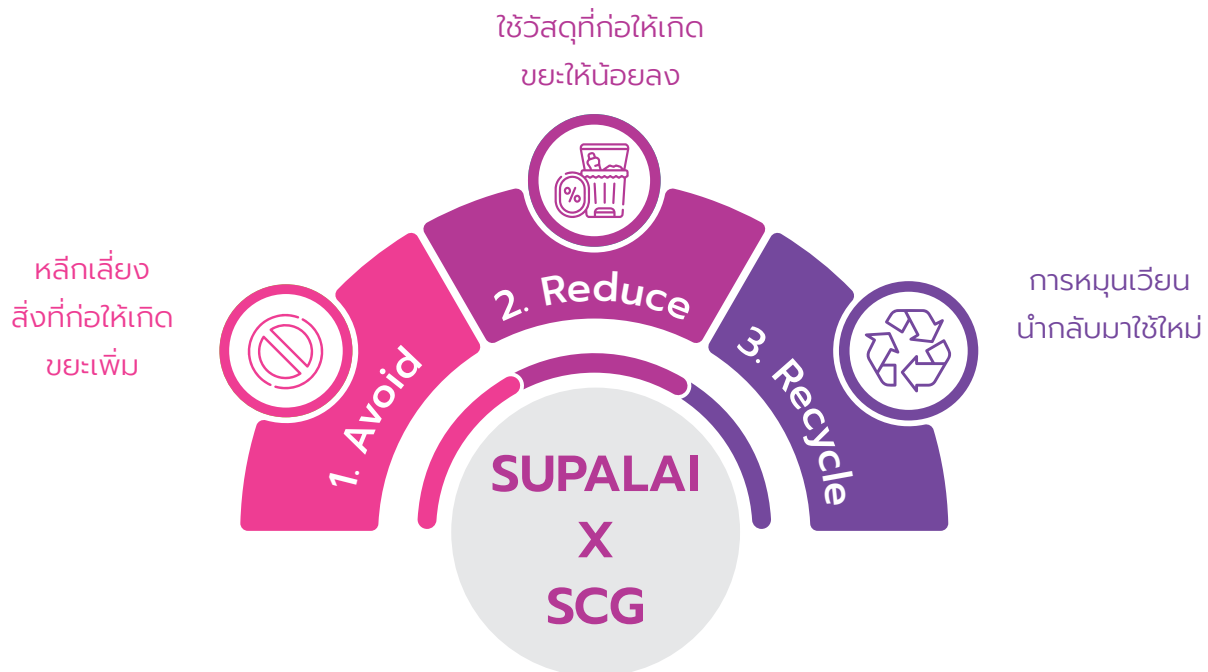 ใช้วัสดุที่ก่อให้เกิด
ขยะให้น้อยลง
หลีกเลี่ยง
สิ่งที่ก่อให้เกิด
ขยะเพิ่ม
การหมุนเวียน
นำกลับมาใช้ใหม่
%
1. Avoid
2. Reduce
3. Recycle
SUPALAI
X
SCG